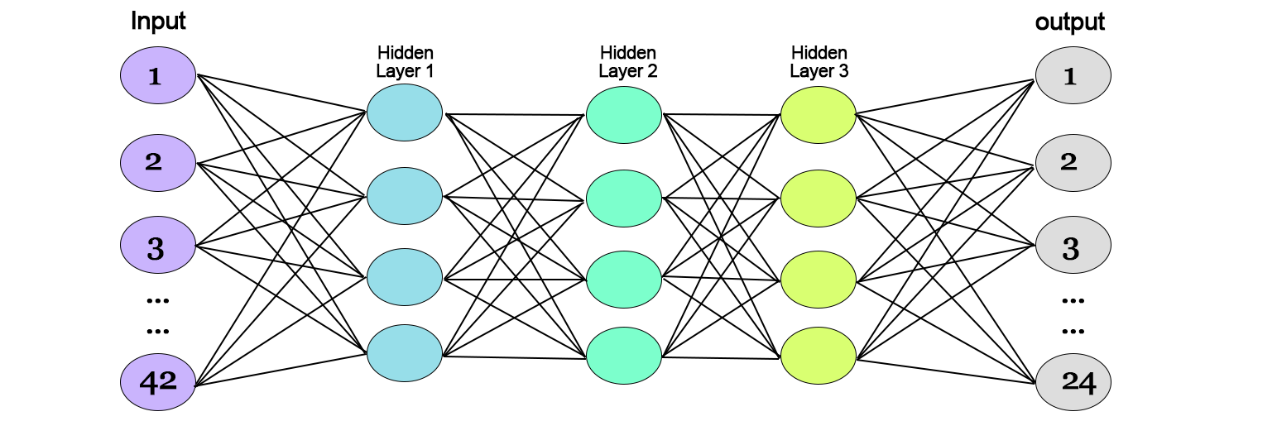 Input
1
2
3
...
...
42
Hidden
Layer 1
Hidden
Layer 2
Hidden
Layer 3
output
1
2
3
...
...
24